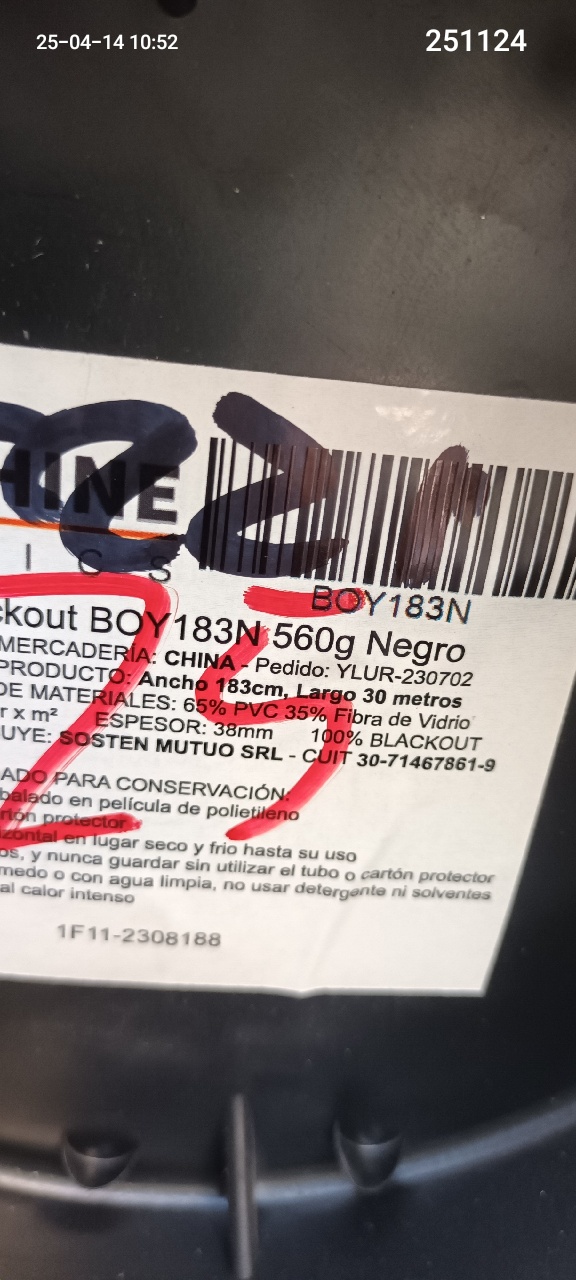 25-04-14 10:52
251124
HINE
I C S
BOY183N
ckout BOY183N 560g Negro
MERCADERÍA: CHINA - Pedido: YLUR-230702
PRODUCTO: Ancho 183cm, Largo 30 metros
DE MATERIALES: 65% PVC 35% Fibra de Vidrio
r x m² ESPESOR: 38mm 100% BLACKOUT
UYE: SOSTEN MUTUO SRL - CUIT 30-71467861-9
ADO PARA CONSERVACIÓN:
balado en película de polietileno
rtón protector
izontal en lugar seco y frio hasta su uso
os, y nunca guardar sin utilizar el tubo o cartón protector
medo o con agua limpia, no usar detergente ni solventes
al calor intenso
1F11-2308188
25